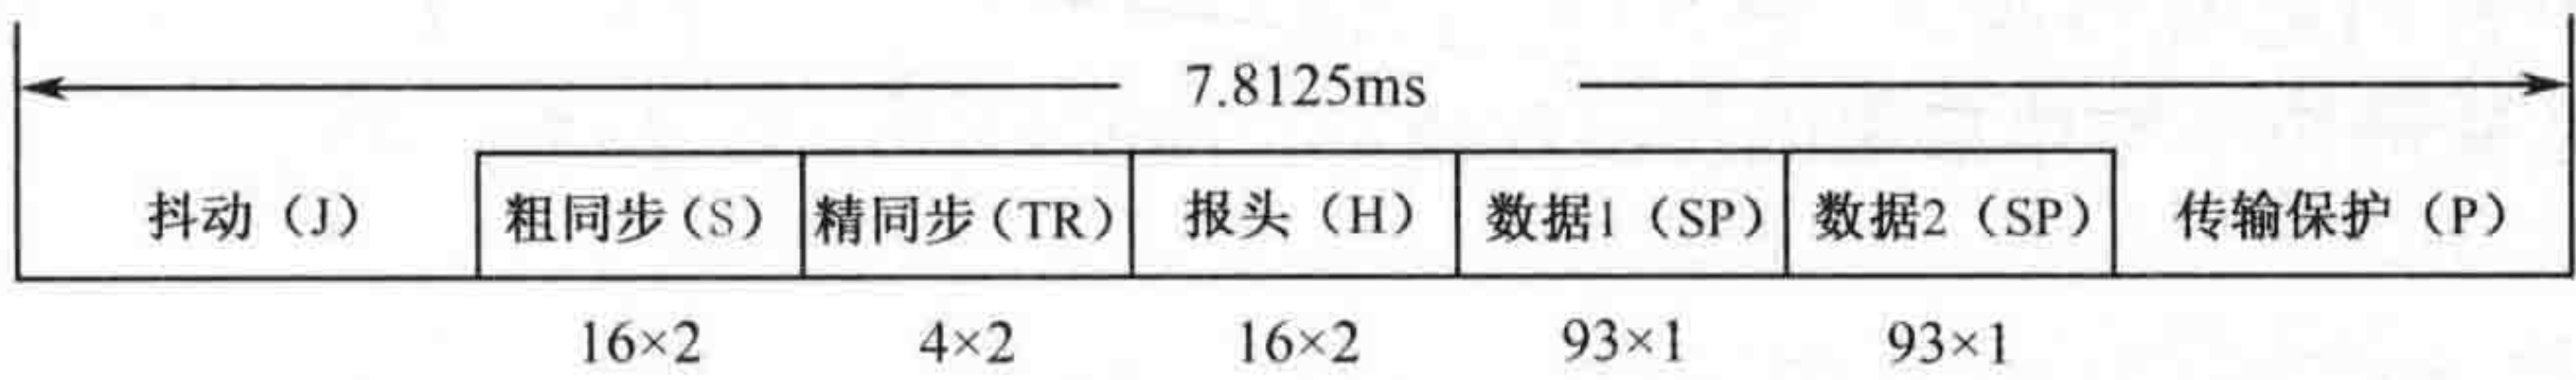 7.8125ms
抖动（J） 粗同步（S） 精同步（TR） 报头（H） 数据1（SP） 数据2（SP） 传输保护（P）
16×2 4×2 16×2 93×1 93×1